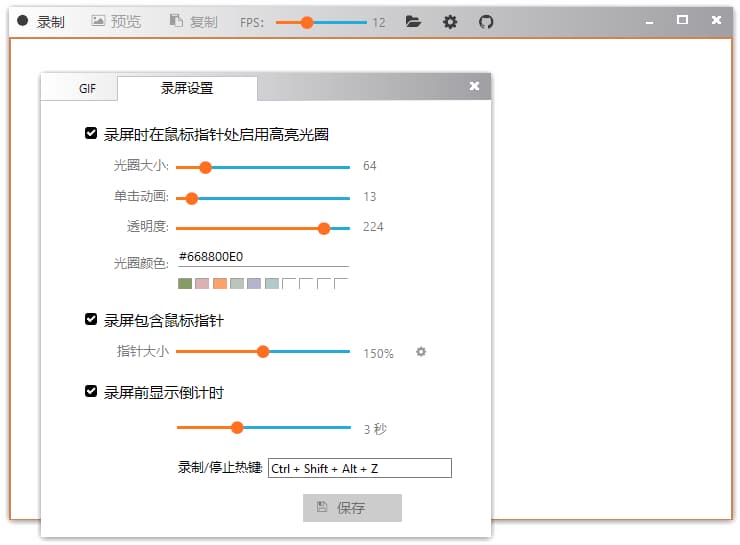 录制 预览 复制 FPS: 12
GIF 录屏设置
录屏时在鼠标指针处启用高亮光圈
光圈大小: 64
单击动画: 13
透明度: 224
光圈颜色: #668800E0
录屏包含鼠标指针
指针大小 150%
录屏前显示倒计时
3 秒
录制/停止热键: Ctrl + Shift + Alt + Z
保存